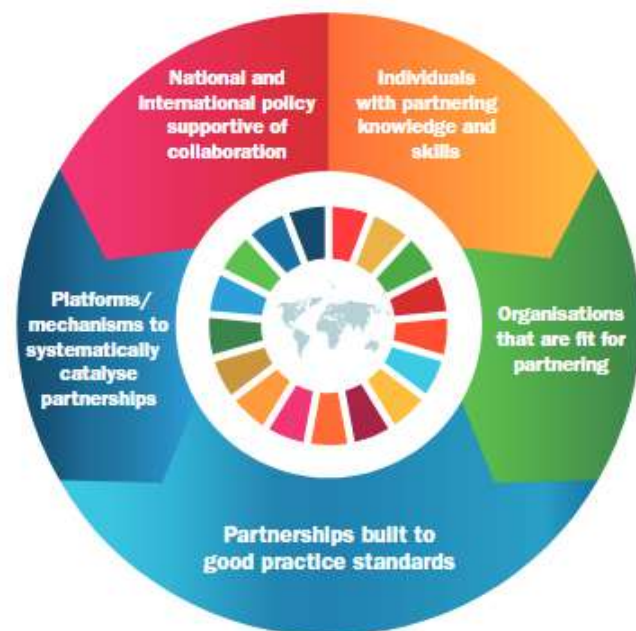 National and
international policy
supportive of
collaboration
Individuals
with partnering
knowledge and
skills
Organisations
that are fit for
partnering
Partnerships built to
good practice standards
Platforms/
mechanisms to
systematically
catalyse
partnerships